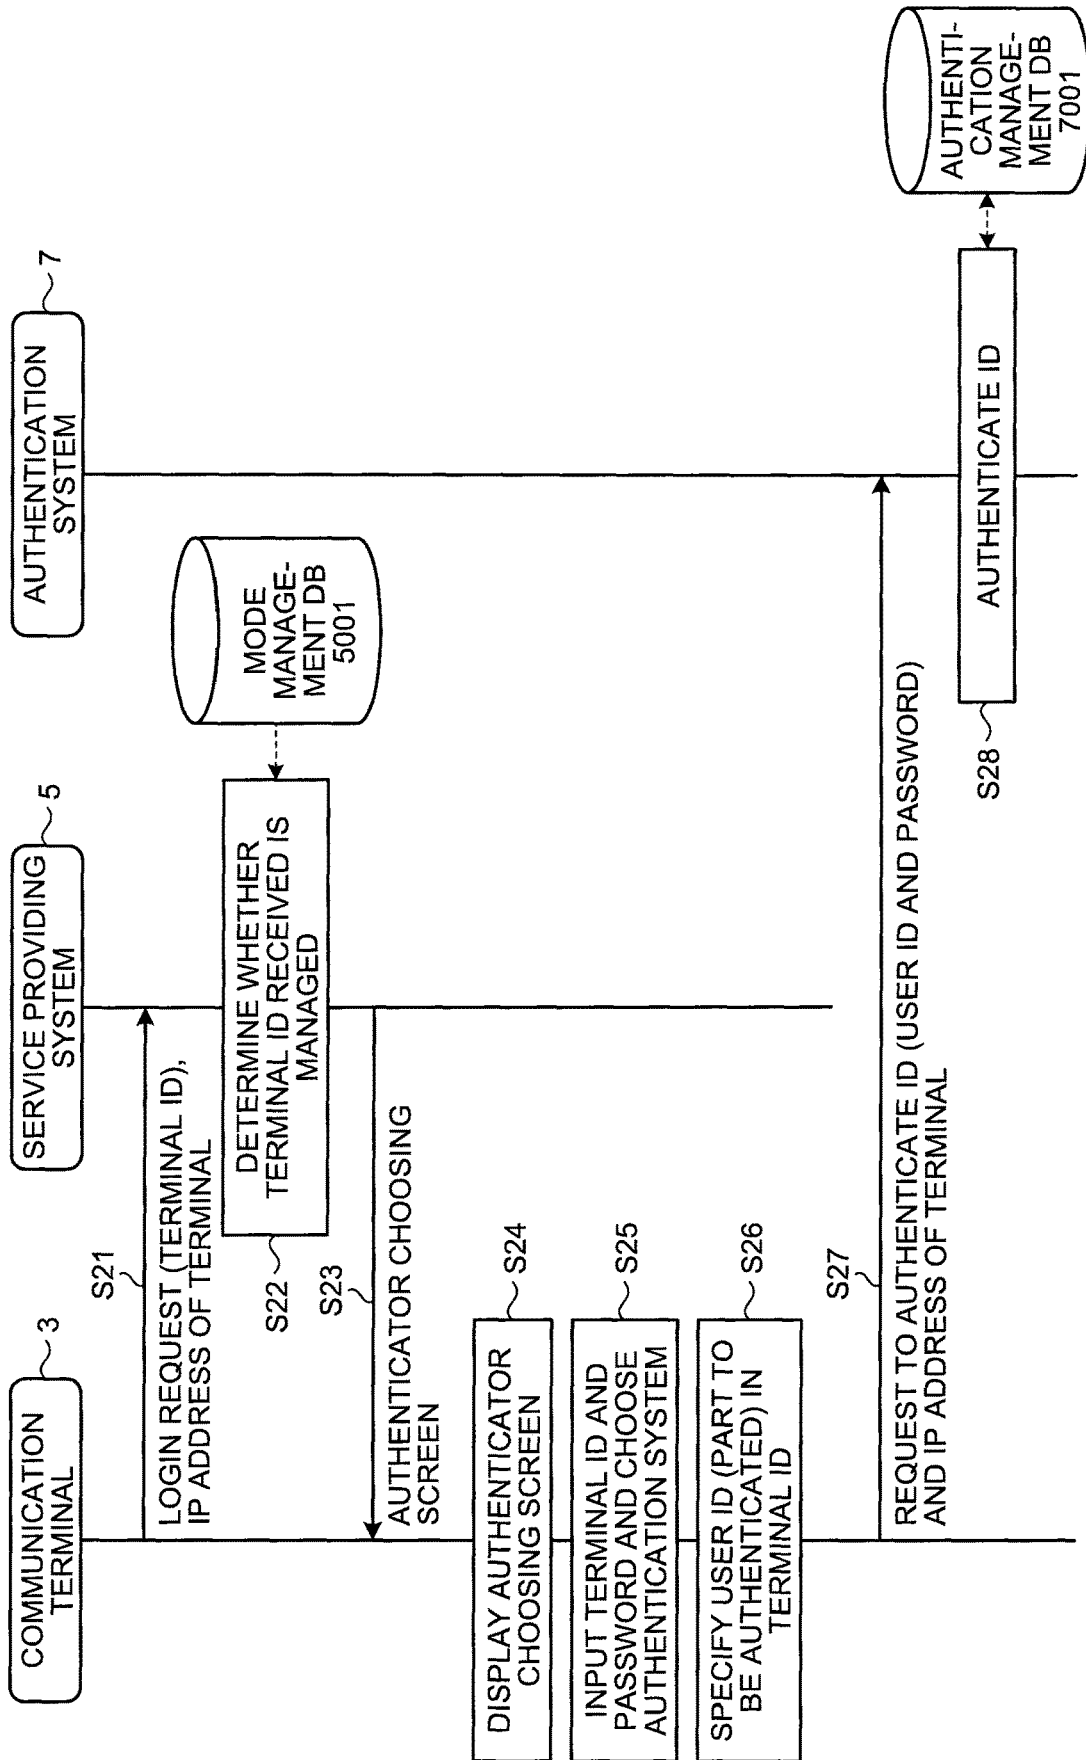 COMMUNICATION
TERMINAL
3
SERVICE PROVIDING
SYSTEM
5
AUTHENTICATION
SYSTEM
7
S21
LOGIN REQUEST (TERMINAL ID),
IP ADDRESS OF TERMINAL
DETERMINE WHETHER
TERMINAL ID RECEIVED IS
MANAGED
S22
MODE
MANAGE-
MENT DB
5001
S23
AUTHENTICATOR CHOOSING
SCREEN
DISPLAY AUTHENTICATOR
CHOOSING SCREEN
S24
INPUT TERMINAL ID AND
PASSWORD AND CHOOSE
AUTHENTICATION SYSTEM
S25
SPECIFY USER ID (PART TO
BE AUTHENTICATED) IN
TERMINAL ID
S26
S27
REQUEST TO AUTHENTICATE ID (USER ID AND PASSWORD)
AND IP ADDRESS OF TERMINAL
AUTHENTICATE ID
S28
AUTHENTI-
CATION
MANAGE-
MENT DB
7001